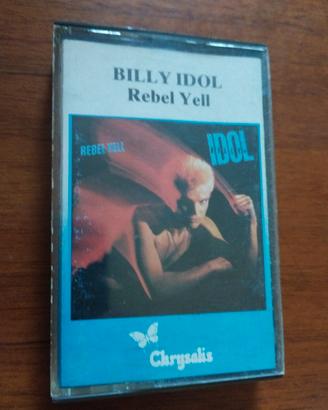 BILLY IDOL
Rebel Yell
REBEL YELL
IDOL
Chrysalis